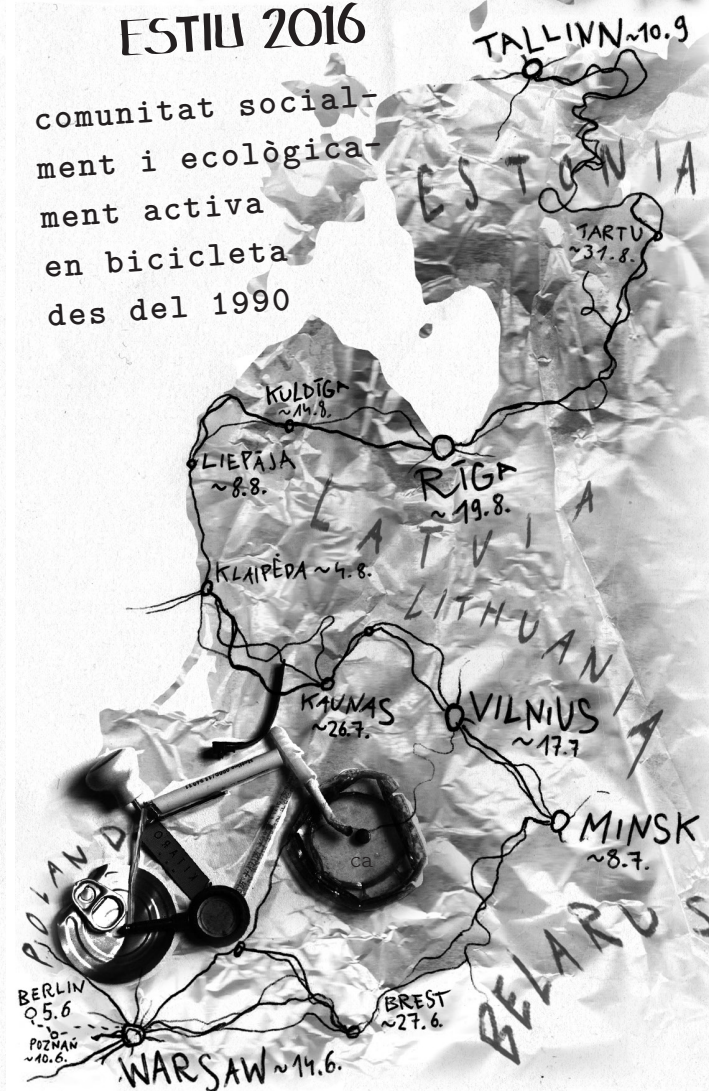 ESTIU 2016
comunitat social-
ment i ecològica-
ment activa
en bicicleta
des del 1990
TALLINN ~10.9
ESTONIA
TARTU
~31.8.
KULDĪGA
~14.8.
LIEPĀJA
~8.8.
RĪGA
~19.8.
LATVIA
KLAIPĖDA ~4.8.
LITHUANIA
KAUNAS
~26.7.
VILNIUS
~17.7
MINSK
~8.7.
ca
POLAND
BELARUS
BERLIN
5.6
POZNAŃ
~10.6.
BREST
~27.6.
WARSAW ~14.6.